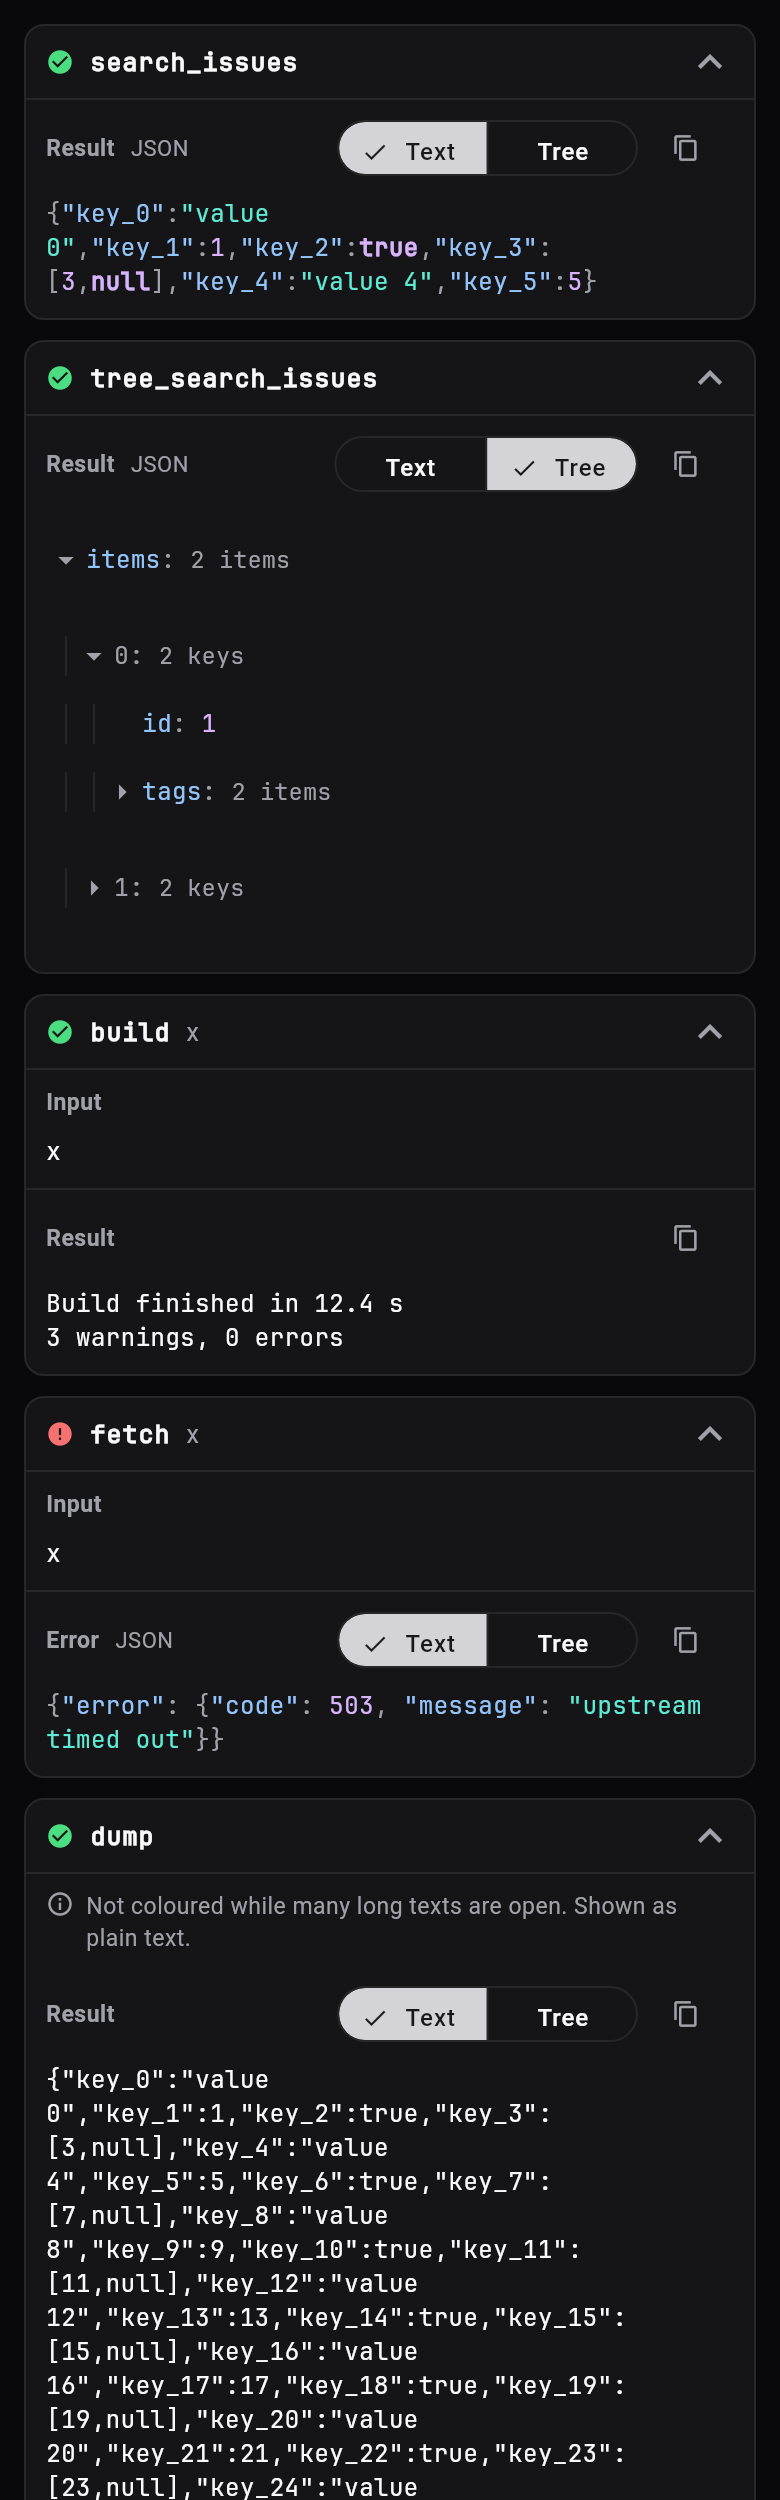 search_issues
Result JSON Text Tree
{"key_0":"value
0","key_1":1,"key_2":true,"key_3":
[3,null],"key_4":"value 4","key_5":5}
tree_search_issues
Result JSON Text Tree
items: 2 items
0: 2 keys
id: 1
tags: 2 items
1: 2 keys
build x
Input
x
Result
Build finished in 12.4 s
3 warnings, 0 errors
fetch x
Input
x
Error JSON Text Tree
{"error": {"code": 503, "message": "upstream
timed out"}}
dump
Not coloured while many long texts are open. Shown as
plain text.
Result Text Tree
{"key_0":"value
0","key_1":1,"key_2":true,"key_3":
[3,null],"key_4":"value
4","key_5":5,"key_6":true,"key_7":
[7,null],"key_8":"value
8","key_9":9,"key_10":true,"key_11":
[11,null],"key_12":"value
12","key_13":13,"key_14":true,"key_15":
[15,null],"key_16":"value
16","key_17":17,"key_18":true,"key_19":
[19,null],"key_20":"value
20","key_21":21,"key_22":true,"key_23":
[23,null],"key_24":"value